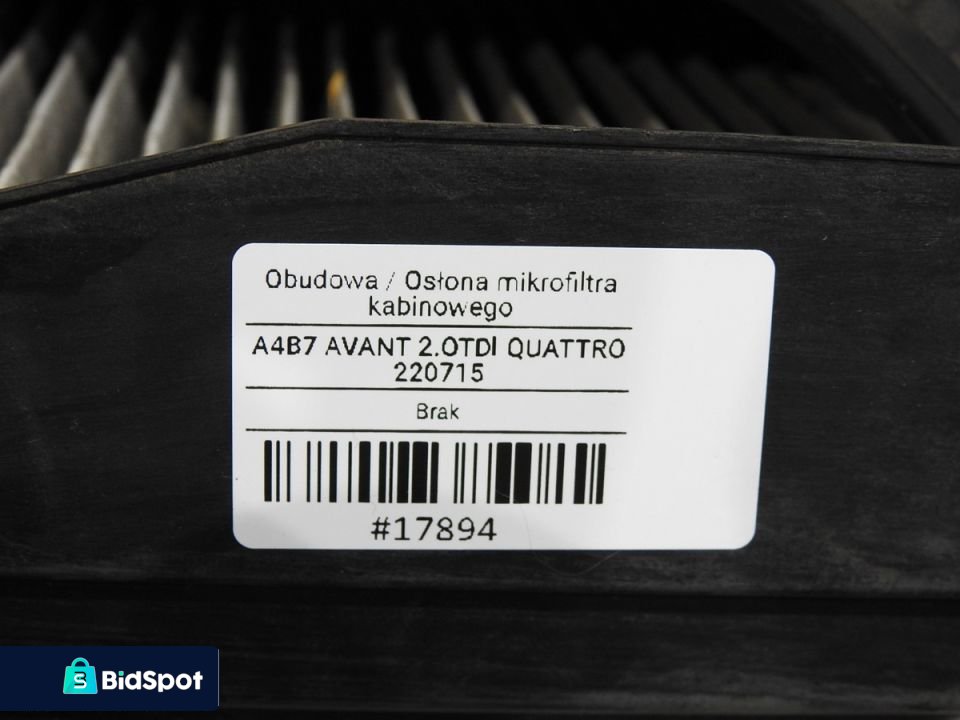 Obudowa / Osłona mikrofiltra
kabinowego
A4B7 AVANT 2.0TDI QUATTRO
220715
Brak
#17894
BidSpot